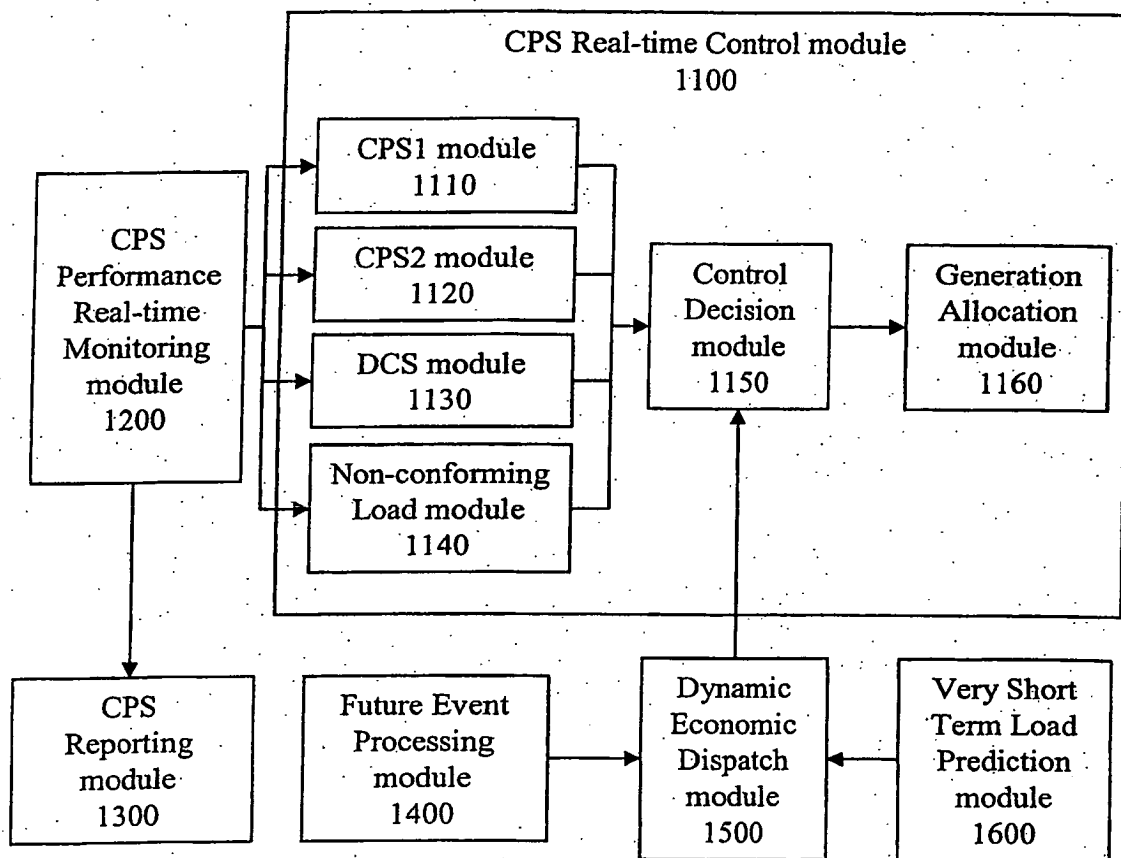 CPS Real-time Control module
1100
CPS1 module
1110
CPS2 module
1120
DCS module
1130
Non-conforming
Load module
1140
CPS
Performance
Real-time
Monitoring
module
1200
Control
Decision
module
1150
Generation
Allocation
module
1160
CPS
Reporting
module
1300
Future Event
Processing
module
1400
Dynamic
Economic
Dispatch
module
1500
Very Short
Term Load
Prediction
module
1600